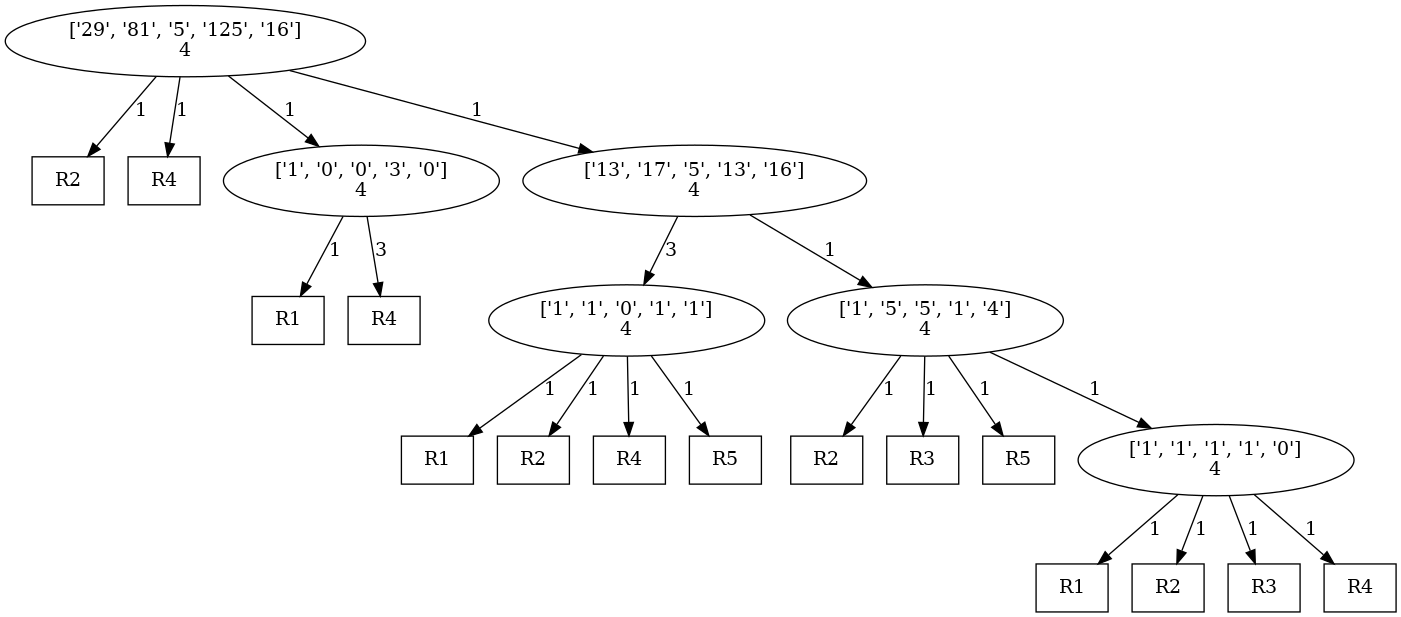 ['29', '81', '5', '125', '16']
4
1
1
1
1
R2
R4
['1', '0', '0', '3', '0']
4
['13', '17', '5', '13', '16']
4
1
3
3
1
R1
R4
['1', '1', '0', '1', '1']
4
['1', '5', '5', '1', '4']
4
1
1
1
1
1
1
1
1
R1
R2
R4
R5
R2
R3
R5
['1', '1', '1', '1', '0']
4
1
1
1
1
R1
R2
R3
R4